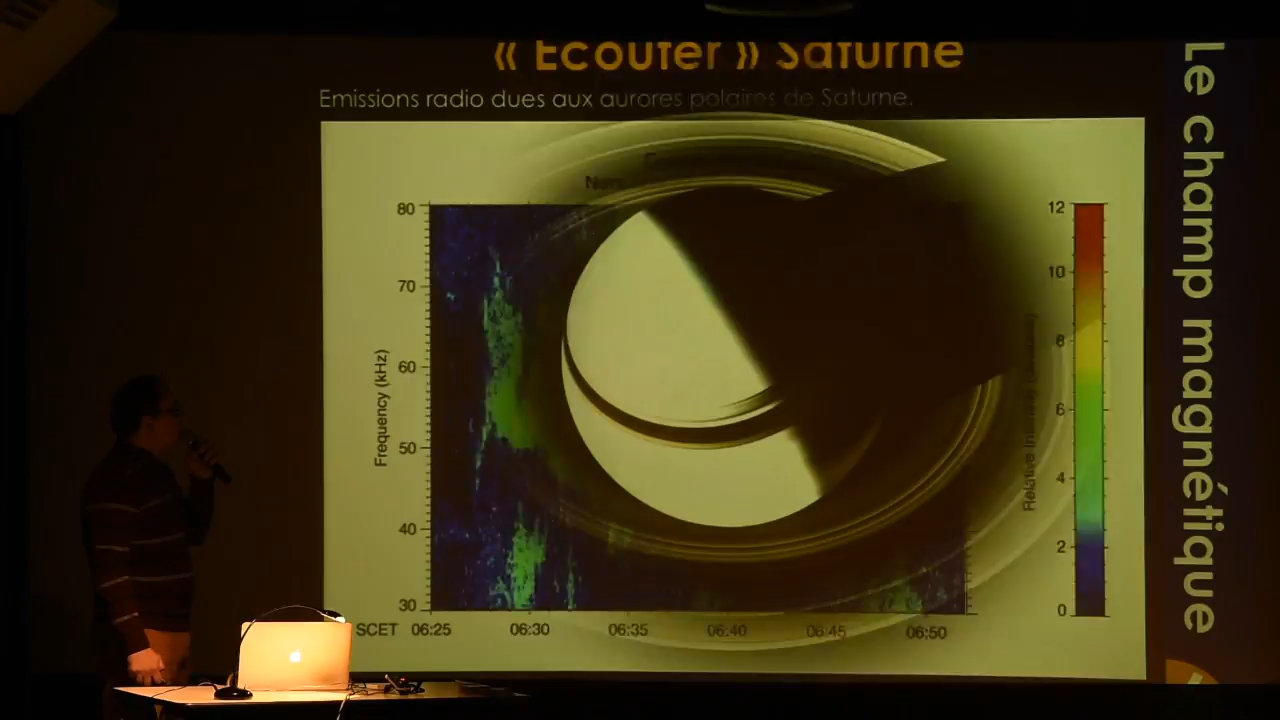 « Ecouter » Saturne
Emissions radio dues aux aurores polaires de Saturne.
Le champ magnétique
80
70
60
50
40
30
Frequency (kHz)
SCET 06:25 06:30 06:35 06:40 06:45 06:50
12
10
8
6
4
2
0
Relative